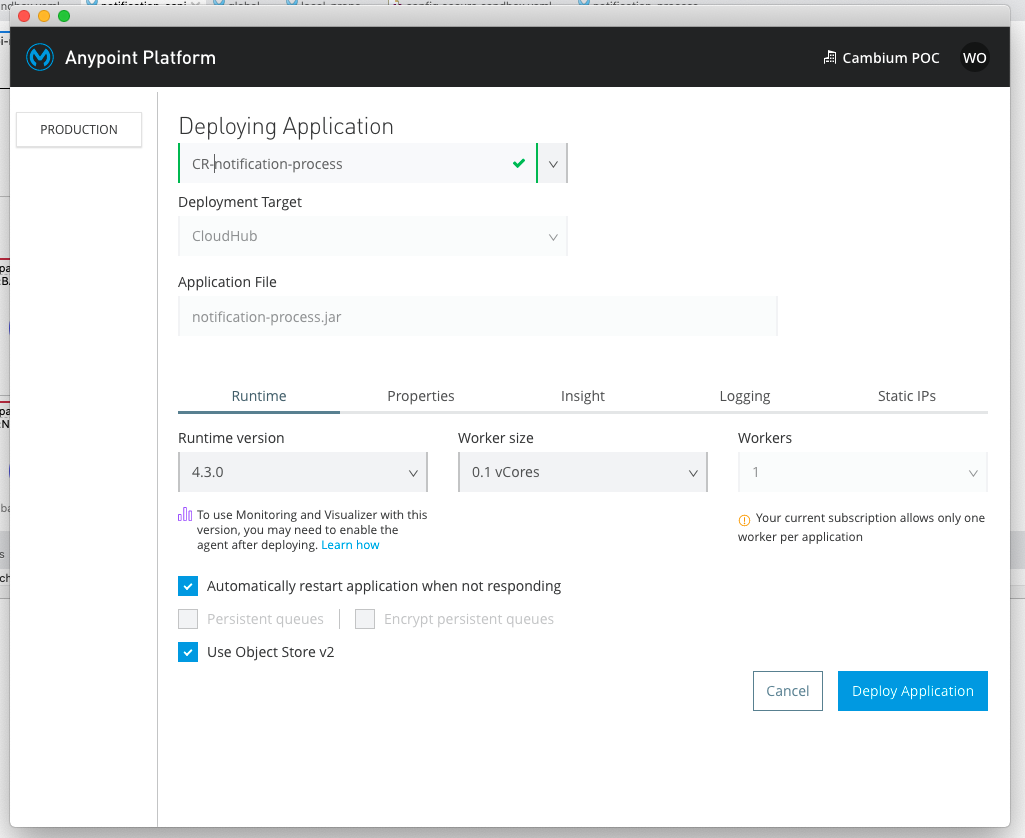 Anypoint Platform
Cambium POC
WO
PRODUCTION
Deploying Application
CR-notification-process
Deployment Target
CloudHub
Application File
notification-process.jar
Runtime
Properties
Insight
Logging
Static IPs
Runtime version
Worker size
Workers
4.3.0
0.1 vCores
1
To use Monitoring and Visualizer with this
version, you may need to enable the
agent after deploying. Learn how
Your current subscription allows only one
worker per application
Automatically restart application when not responding
Persistent queues
Encrypt persistent queues
Use Object Store v2
Cancel
Deploy Application